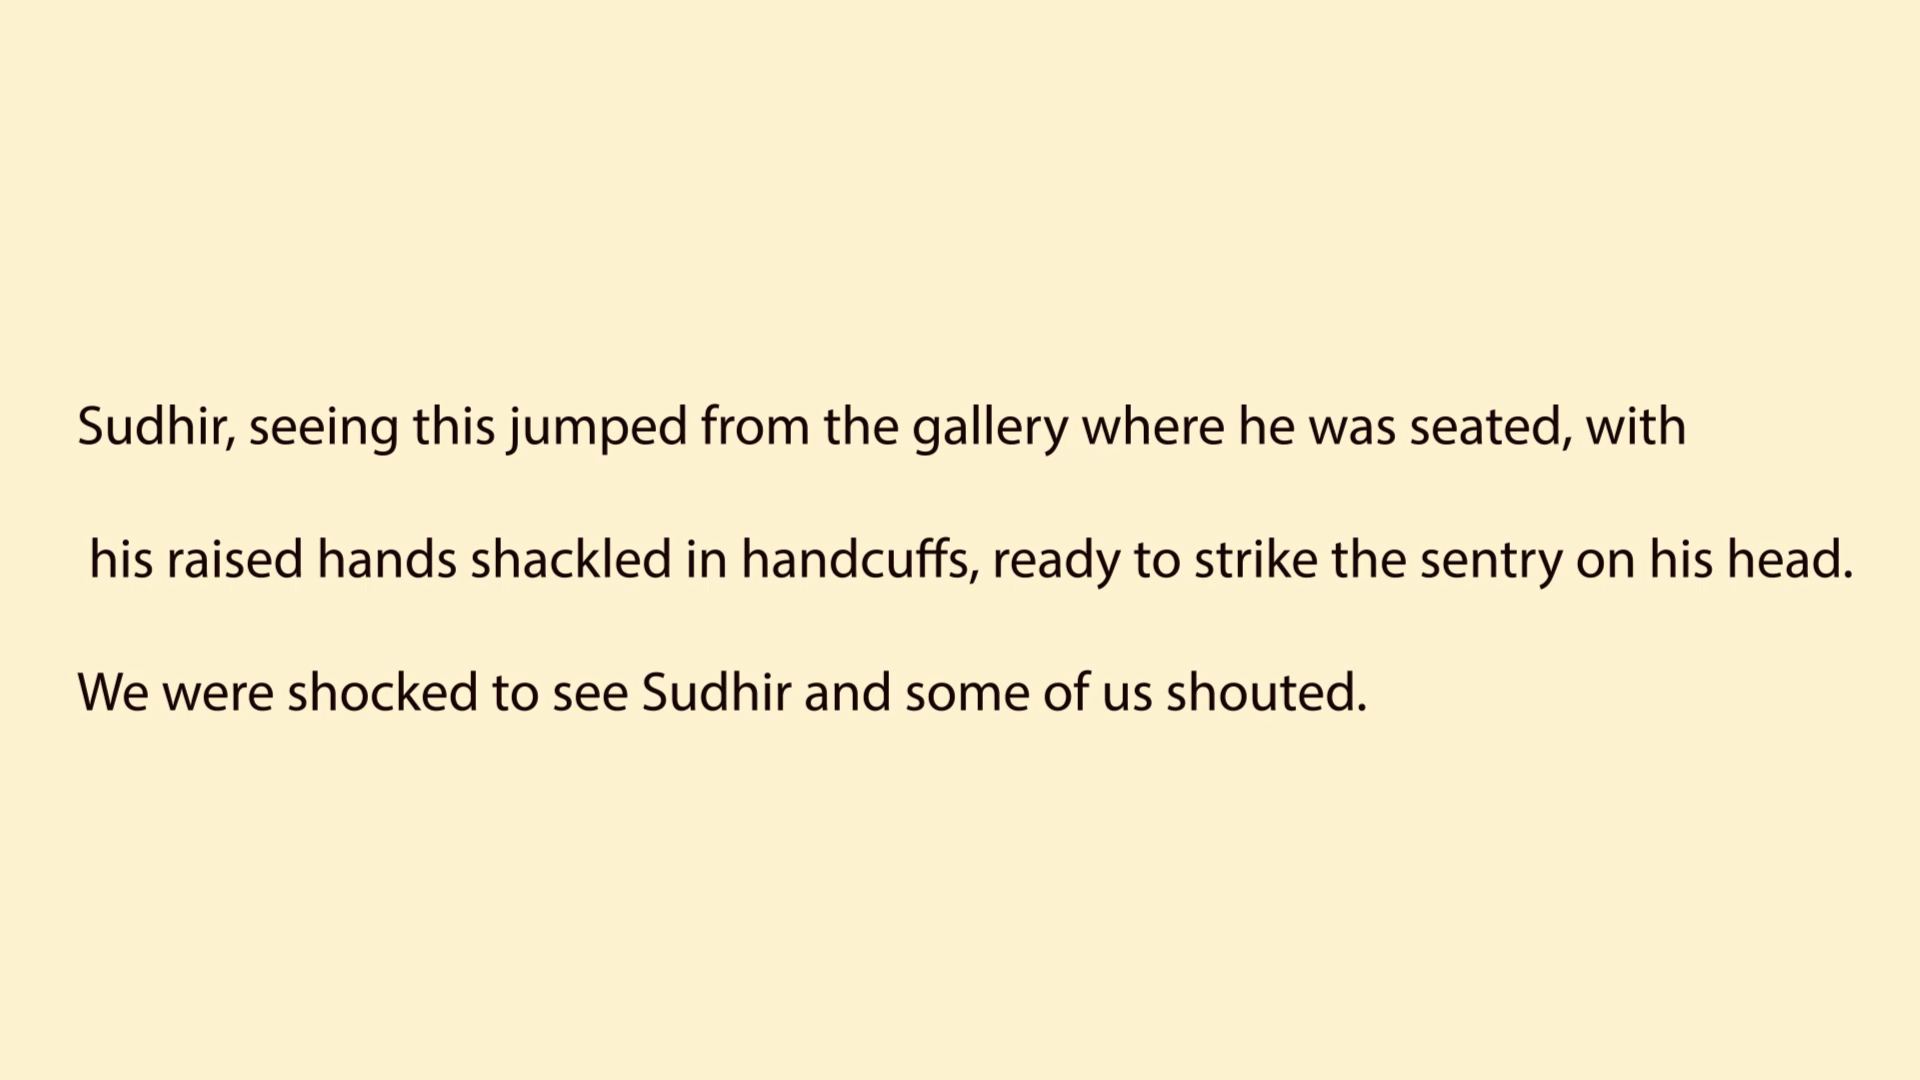 Sudhir, seeing this jumped from the gallery where he was seated, with
his raised hands shackled in handcuffs, ready to strike the sentry on his head.
We were shocked to see Sudhir and some of us shouted.